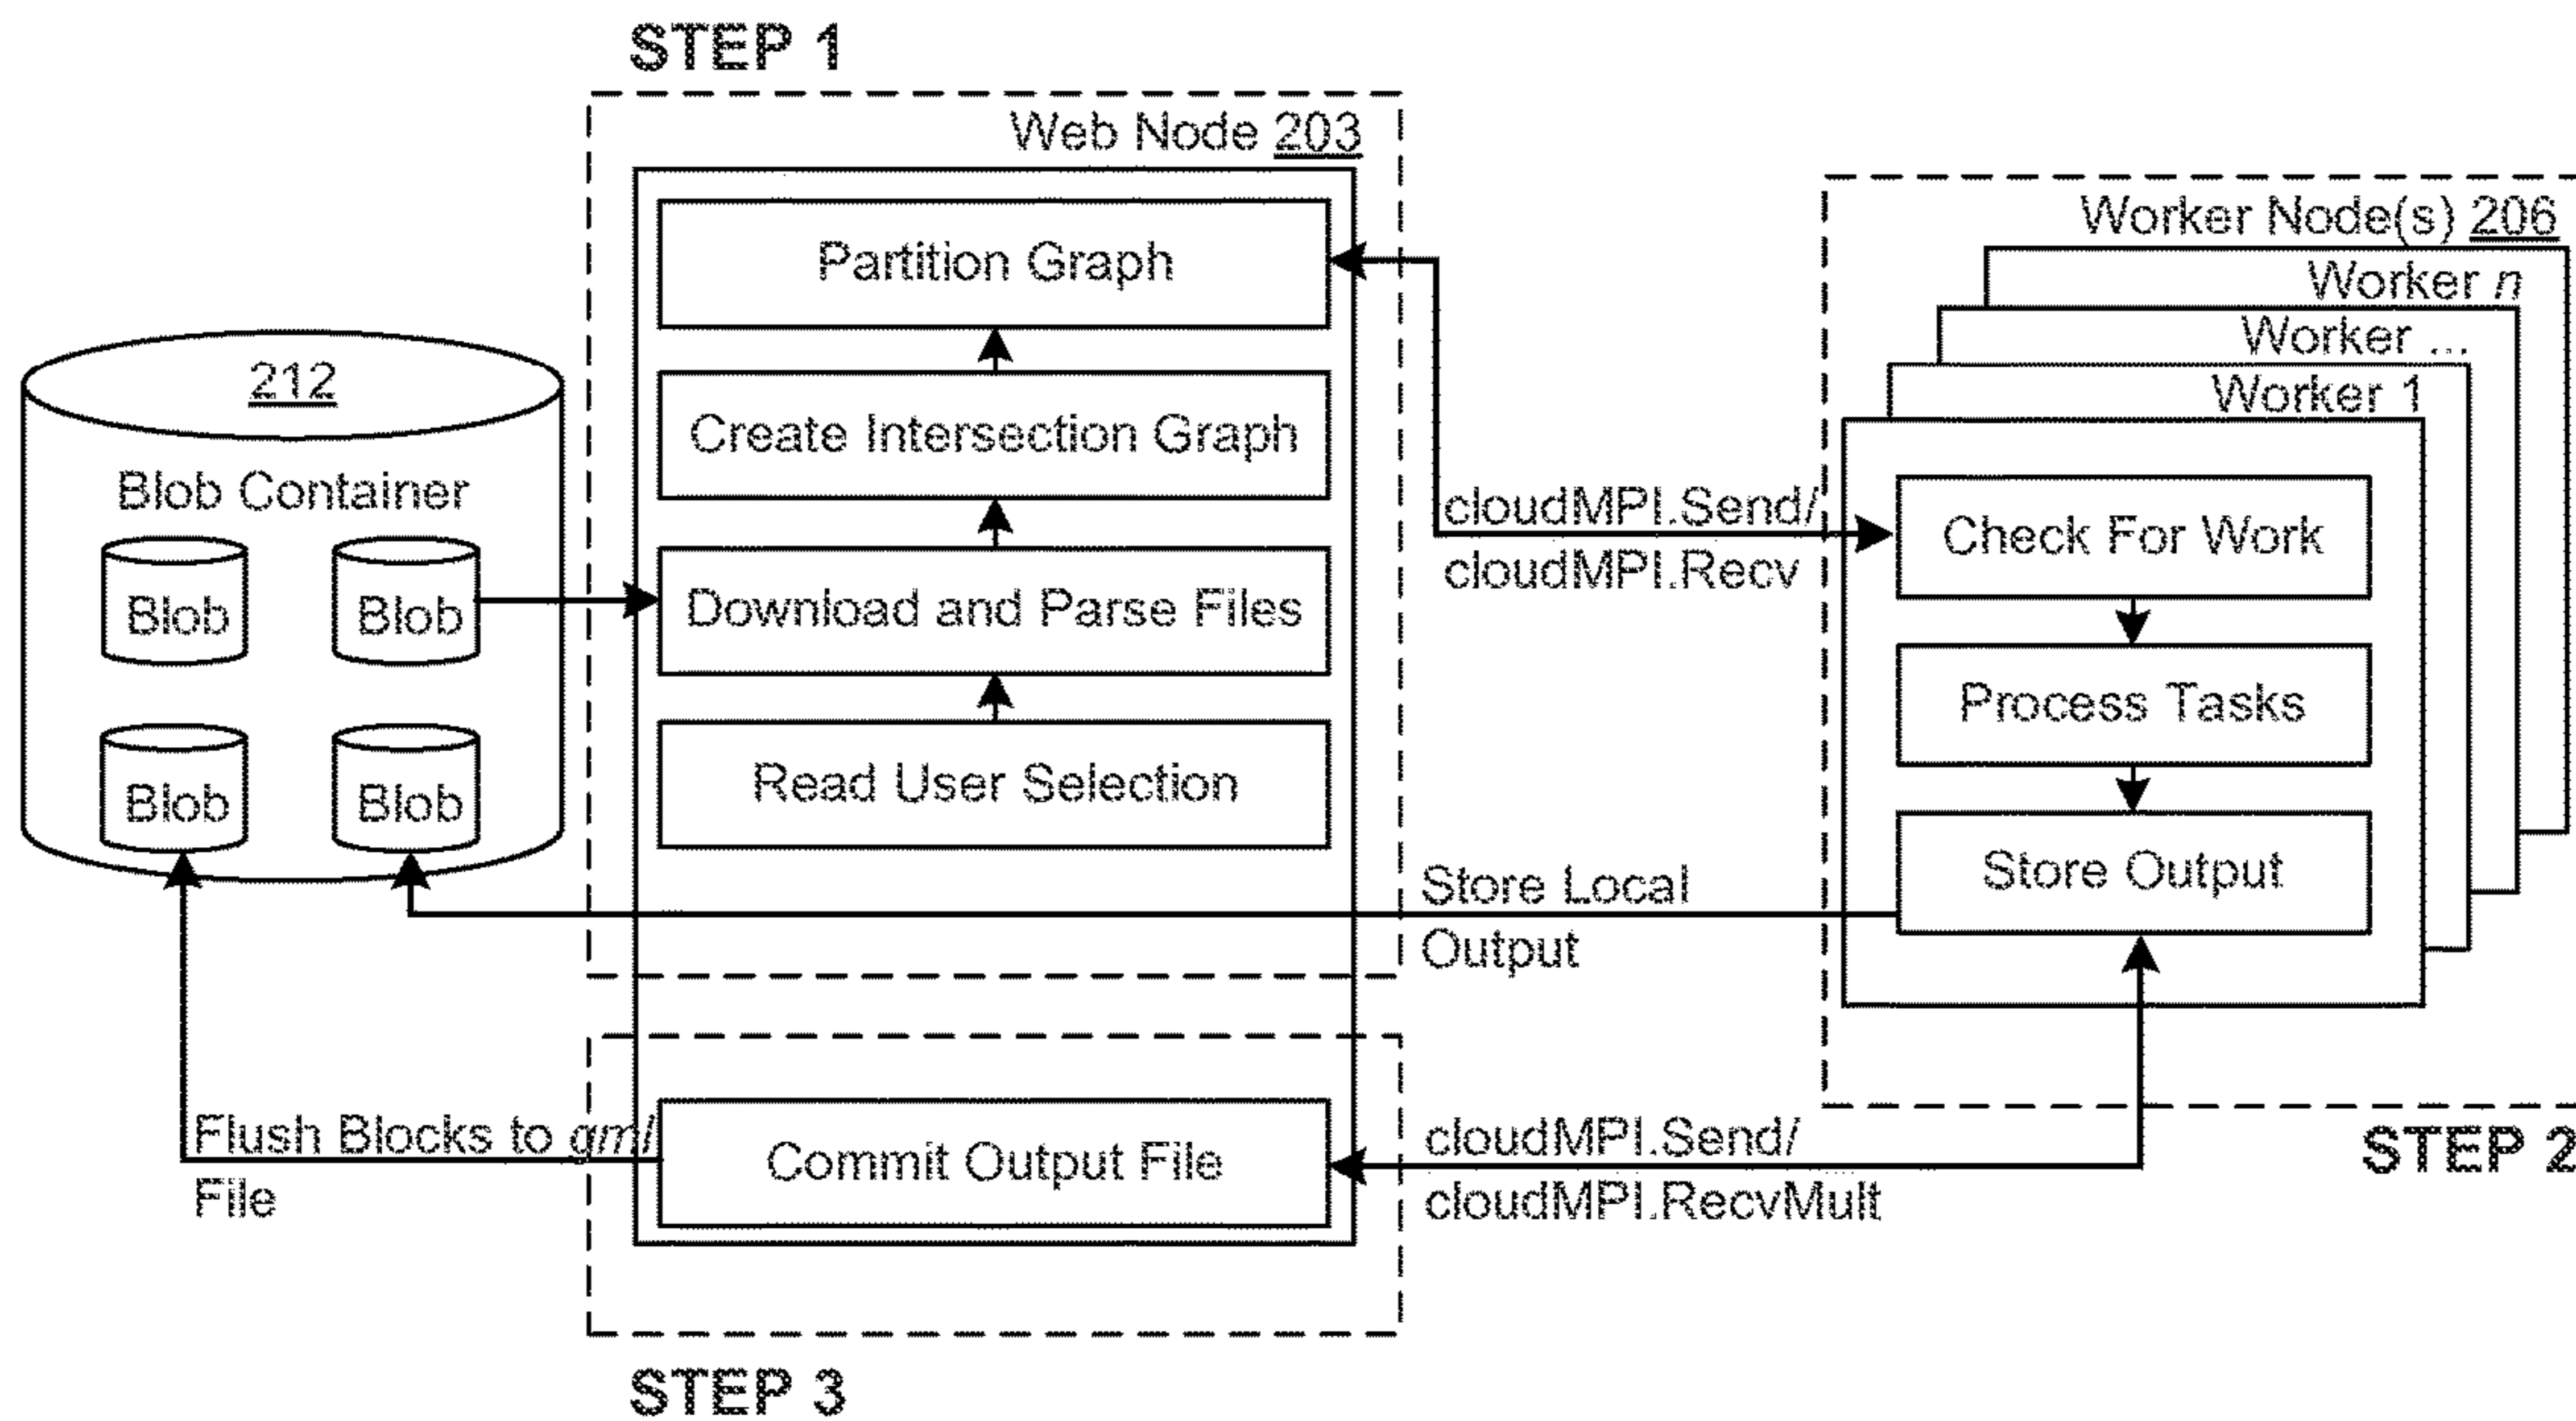 STEP 1
Web Node 203
Partition Graph
Create Intersection Graph
Download and Parse Files
Read User Selection
212
Blob Container
Blob
Blob
Blob
Blob
cloudMPI.Send/
cloudMPI.Recv
Worker Node(s) 206
Worker n
Worker ...
Worker 1
Check For Work
Process Tasks
Store Output
Store Local
Output
STEP 2
Flush Blocks to gml
File
Commit Output File
cloudMPI.Send/
cloudMPI.RecvMult
STEP 3